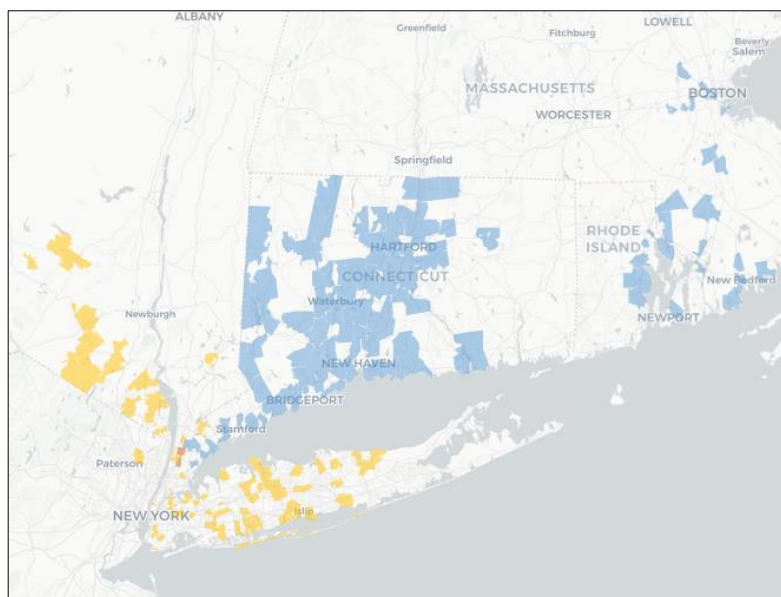 ALBANY
LOWELL
Greenfield
Fitchburg
Beverly
Salem
MASSACHUSETTS
BOSTON
WORCESTER
Springfield
RHODE
ISLAND
HARTFORD
CONNECTICUT
New Bedford
Waterbury
Newburgh
NEWPORT
NEW HAVEN
BRIDGEPORT
Stamford
Paterson
Islip
NEW YORK